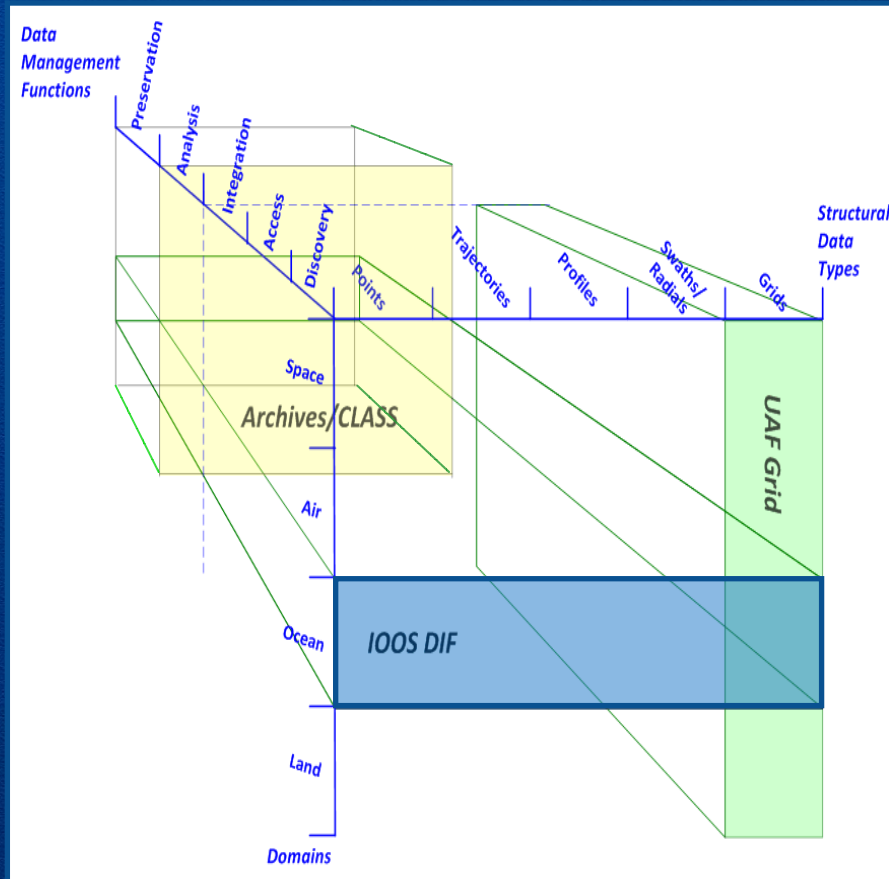 Data
Management
Functions
Preservation
Analysis
Integration
Access
Discovery
Points
Trajectories
Profiles
Swaths/
Radials
Grids
Structural
Data
Types
Space
Archives/CLASS
UAF Grid
Air
Ocean
IOOS DIF
Land
Domains